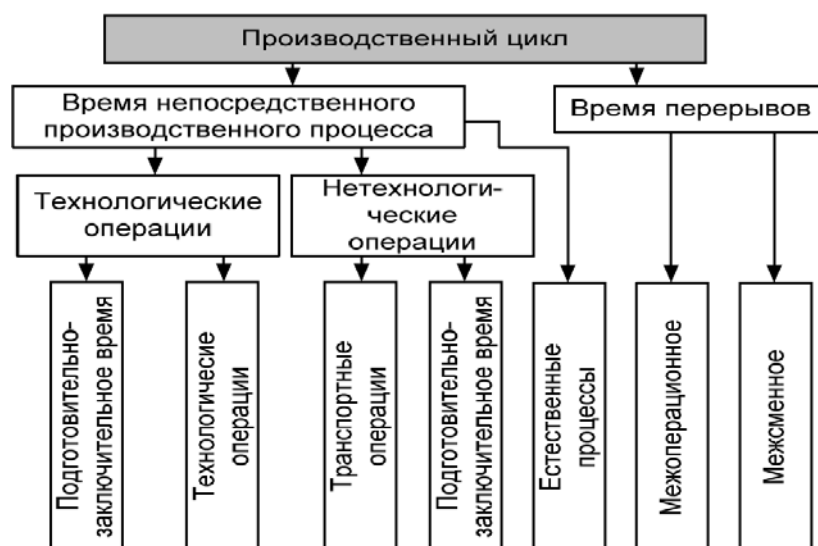 Производственный цикл
Время непосредственного
производственного процесса
Время перерывов
Технологические
операции
Нетехнологи-
ческие
операции
Подготовительно-
заключительное время
Технологичесие
операции
Транспортные
операции
Подготовительно-
заключительное время
Естественные
процессы
Межоперационное
Межсменное